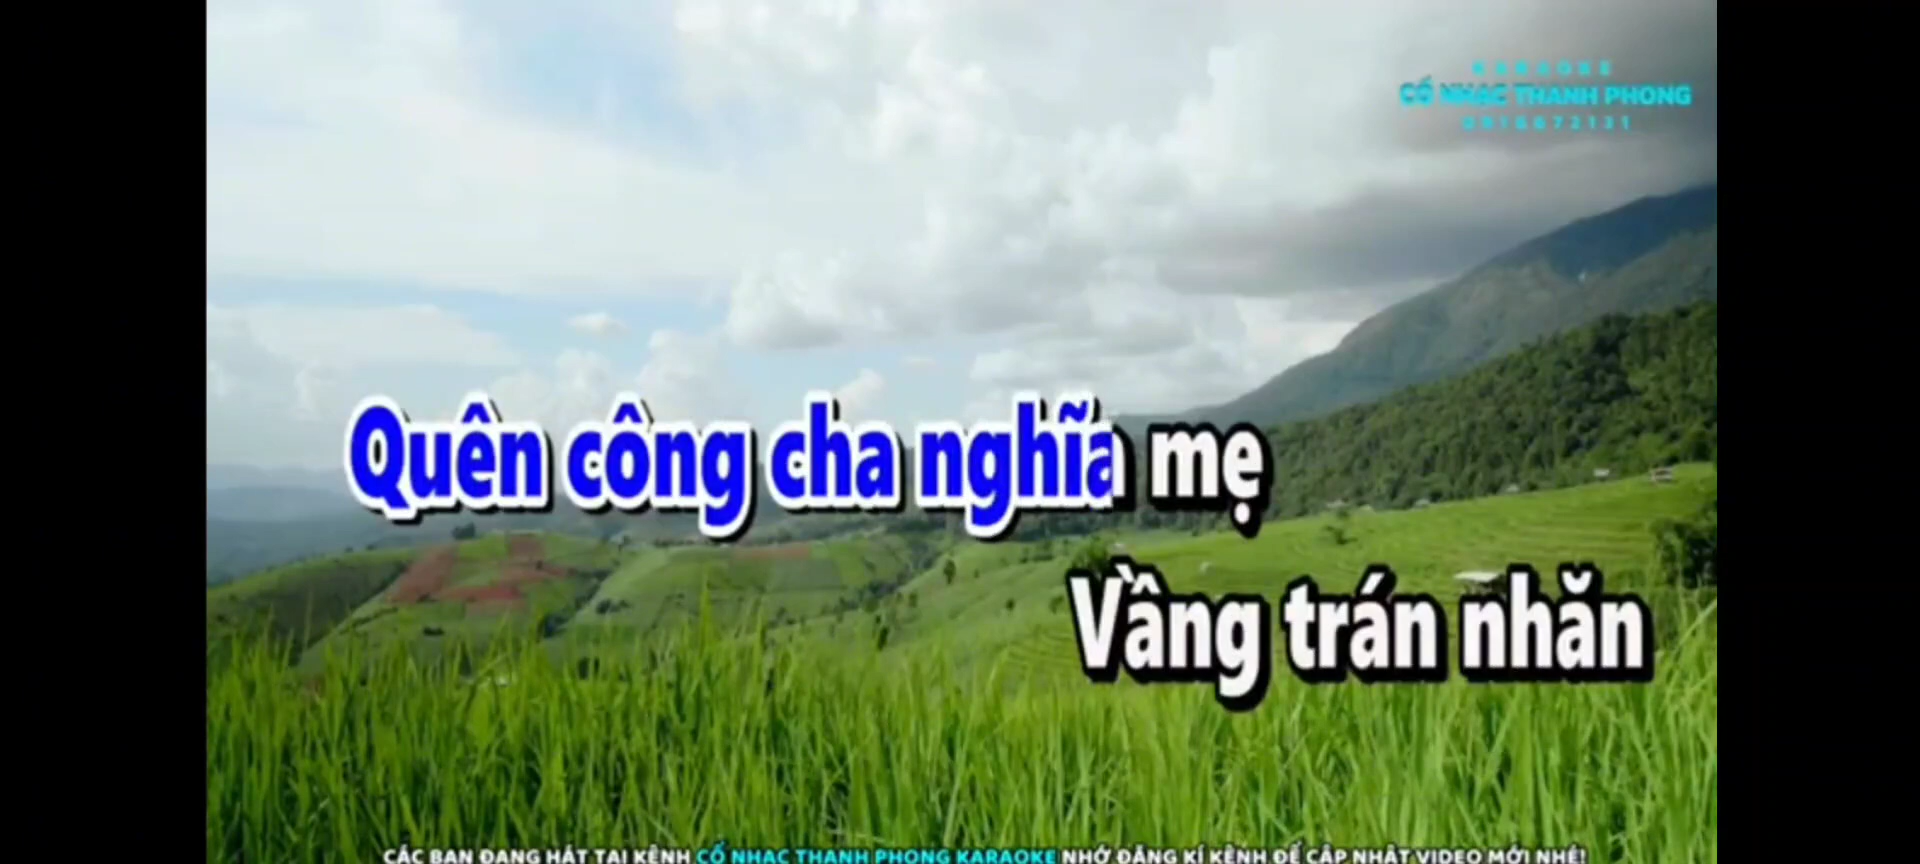 KARAOKE
CỔ NHẠC THANH PHONG
0916672131
Quên công cha nghĩa mẹ
Vầng trán nhăn
CÁC BẠN ĐANG HÁT TẠI KÊNH CỔ NHẠC THANH PHONG KARAOKE NHỚ ĐĂNG KÍ KÊNH ĐỂ CẬP NHẬT VIDEO MỚI NHÉ!